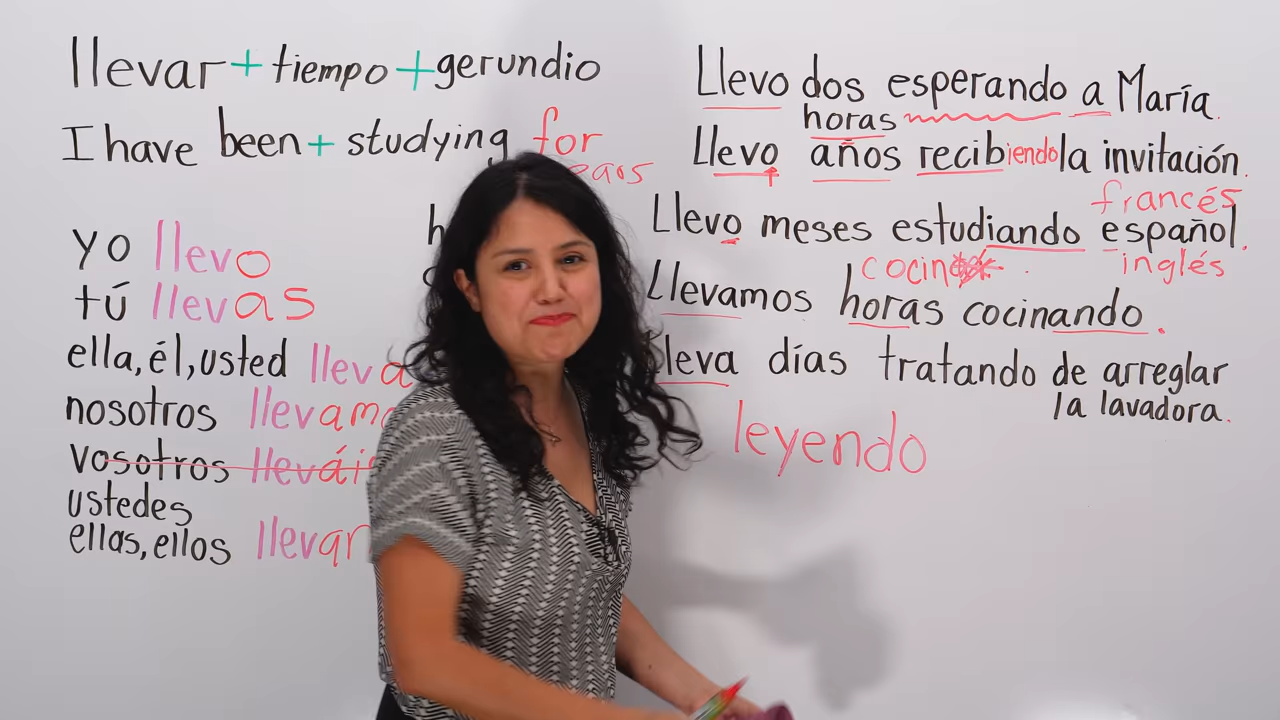 llevar + tiempo + gerundio
I have been + studying for
yo llevo
tú llevas
ella, él, usted lleva
nosotros
vosotros
ustedes
ellas, ellos llevan
Llevo dos esperando a María.
horas
Llevo años recibiendo la invitación.
francés
Llevo meses estudiando español.
inglés
Llevamos horas cocinando.
lleva días tratando de arreglar
la lavadora.
leyendo